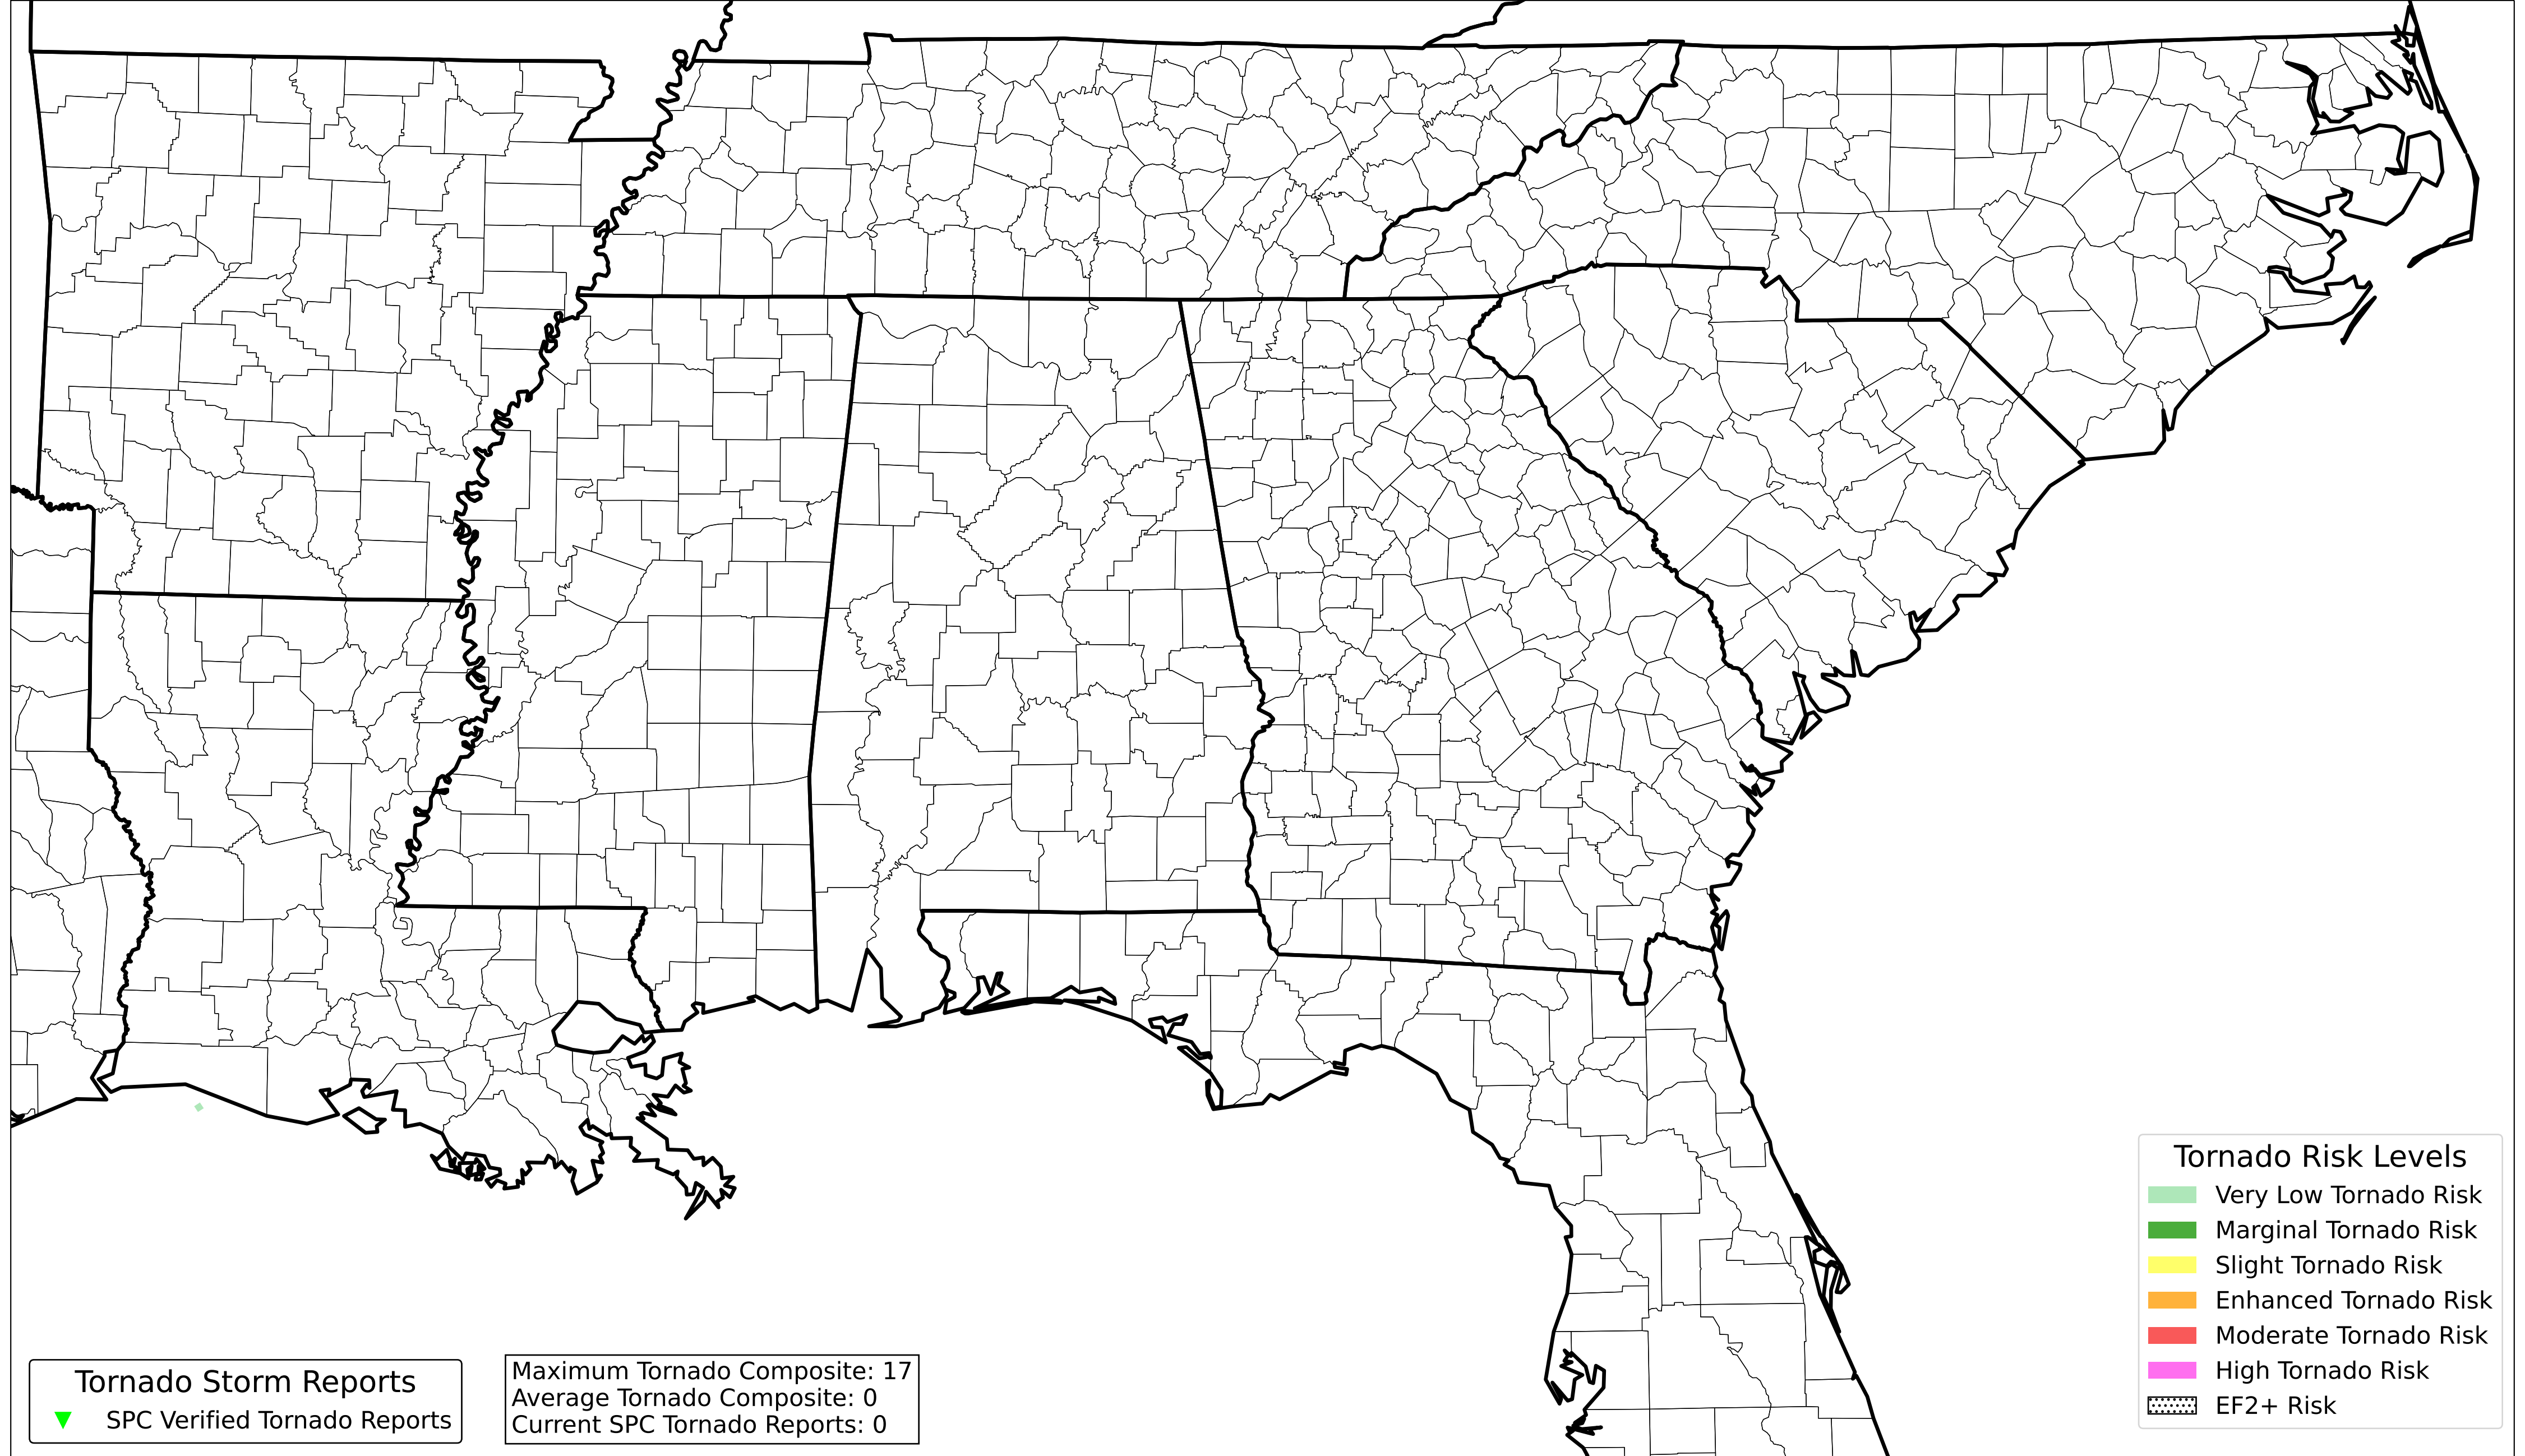 Tornado Risk Levels
Very Low Tornado Risk
Marginal Tornado Risk
Slight Tornado Risk
Enhanced Tornado Risk
Moderate Tornado Risk
High Tornado Risk
EF2+ Risk
Tornado Storm Reports
SPC Verified Tornado Reports
Maximum Tornado Composite: 17
Average Tornado Composite: 0
Current SPC Tornado Reports: 0